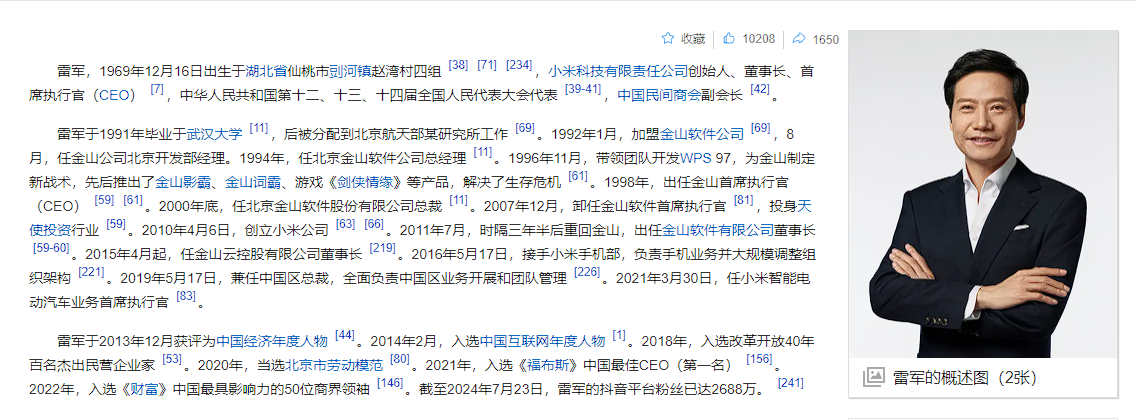 收藏 10208 1650
雷军，1969年12月16日出生于湖北省仙桃市剅河镇赵湾村四组 [38] [71] [234]，小米科技有限责任公司创始人、董事长、首
席执行官（CEO） [7]，中华人民共和国第十二、十三、十四届全国人民代表大会代表 [39-41]，中国民间商会副会长 [42]。
雷军于1991年毕业于武汉大学 [11]，后被分配到北京航天部某研究所工作 [69]。1992年1月，加盟金山软件公司 [69]，8
月，任金山公司北京开发部经理。1994年，任北京金山软件公司总经理 [11]。1996年11月，带领团队开发WPS 97，为金山制定
新战术，先后推出了金山影霸、金山词霸、游戏《剑侠情缘》等产品，解决了生存危机 [61]。1998年，出任金山首席执行官
（CEO） [59] [61]。2000年底，任北京金山软件股份有限公司总裁 [11]。2007年12月，卸任金山软件首席执行官 [81]，投身天
使投资行业 [59]。2010年4月6日，创立小米公司 [63] [66]。2011年7月，时隔三年半后重回金山，出任金山软件有限公司董事长
[59-60]。2015年4月起，任金山云控股有限公司董事长 [219]。2016年5月17日，接手小米手机部，负责手机业务并大规模调整组
织架构 [221]。2019年5月17日，兼任中国区总裁，全面负责中国区业务开展和团队管理 [226]。2021年3月30日，任小米智能电
动汽车业务首席执行官 [83]。
雷军于2013年12月获评为中国经济年度人物 [44]。2014年2月，入选中国互联网年度人物 [1]。2018年，入选改革开放40年
百名杰出民营企业家 [53]。2020年，当选北京市劳动模范 [80]。2021年，入选《福布斯》中国最佳CEO（第一名） [156]。
2022年，入选《财富》中国最具影响力的50位商界领袖 [146]。截至2024年7月23日，雷军的抖音平台粉丝已达2688万。 [241]
雷军的概述图（2张）